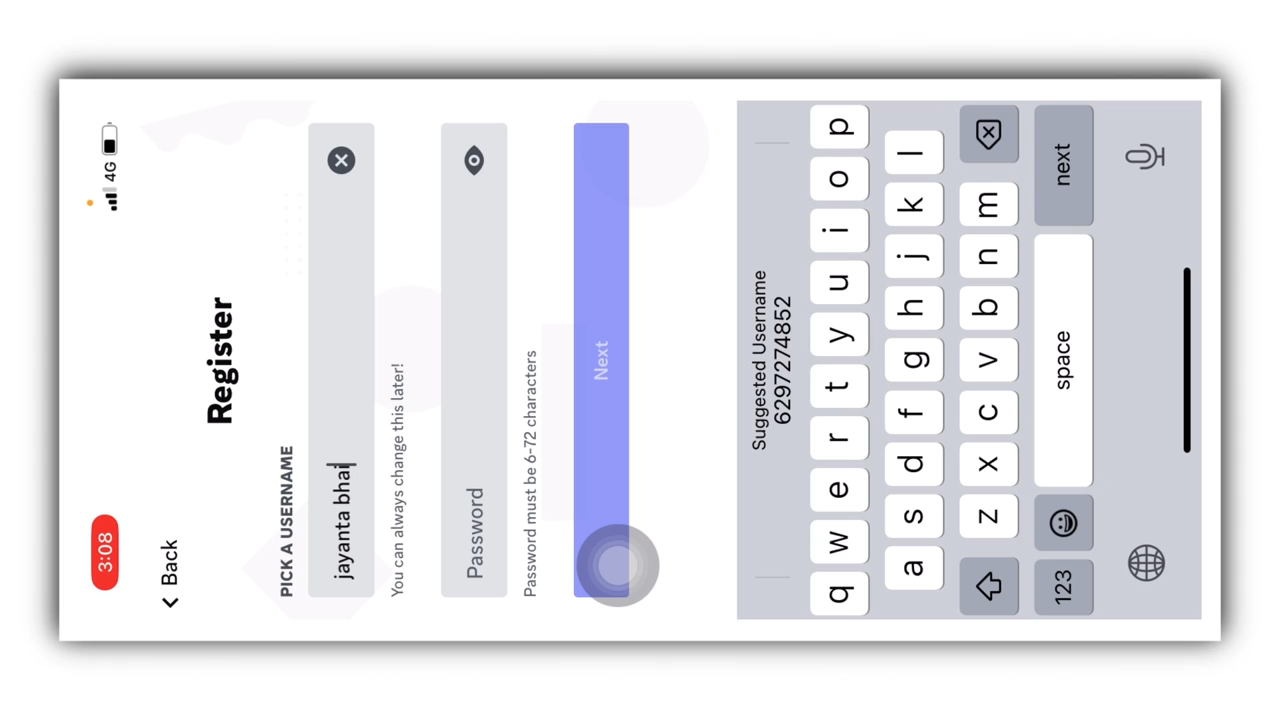 3:08
4G
Back
Register
PICK A USERNAME
jayanta bhai
You can always change this later!
Password
Password must be 6-72 characters
Next
Suggested Username
6297274852
q w e r t y u i o p
a s d f g h j k l
z x c v b n m
123 space next